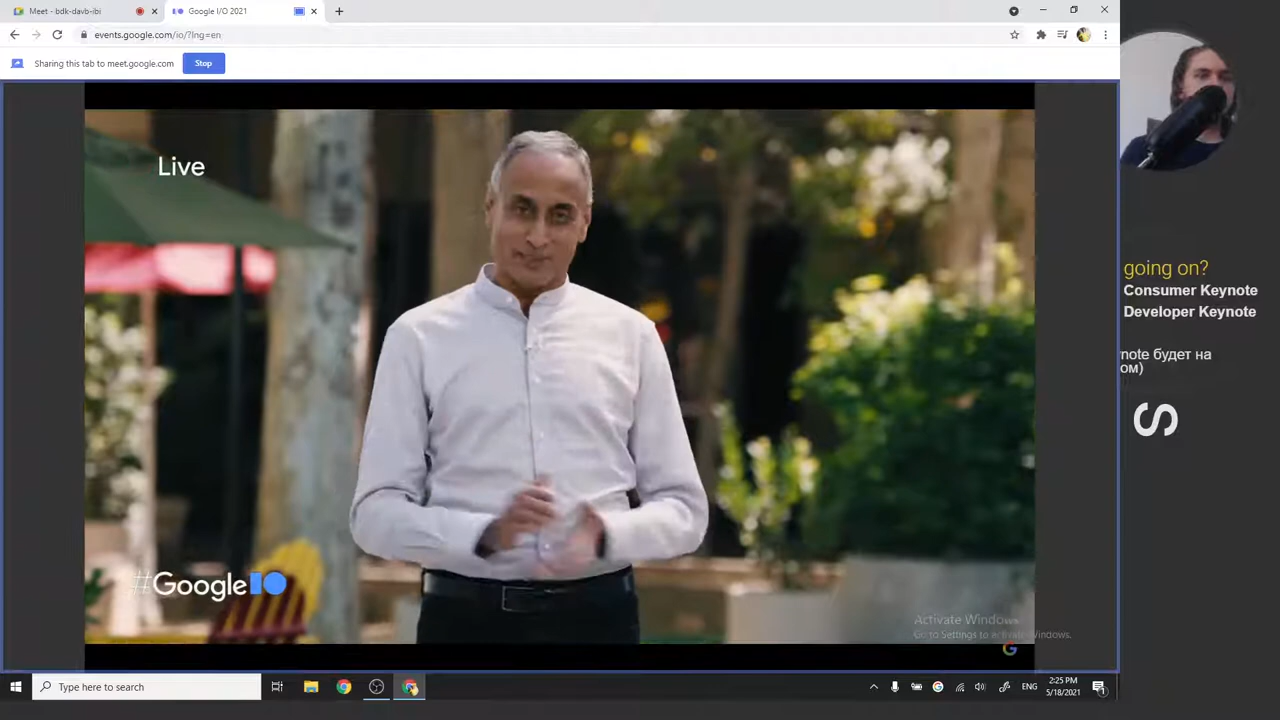 Meet - bdk-davb-ibi
Google I/O 2021
events.google.com/io/?lng=en
Sharing this tab to meet.google.com
Stop
Live
going on?
Consumer Keynote
Developer Keynote
note будет на
ом)
S
#GoogleIO
Activate Windows
Go to Settings to activate Windows.
G
Type here to search
ENG
2:25 PM
5/18/2021